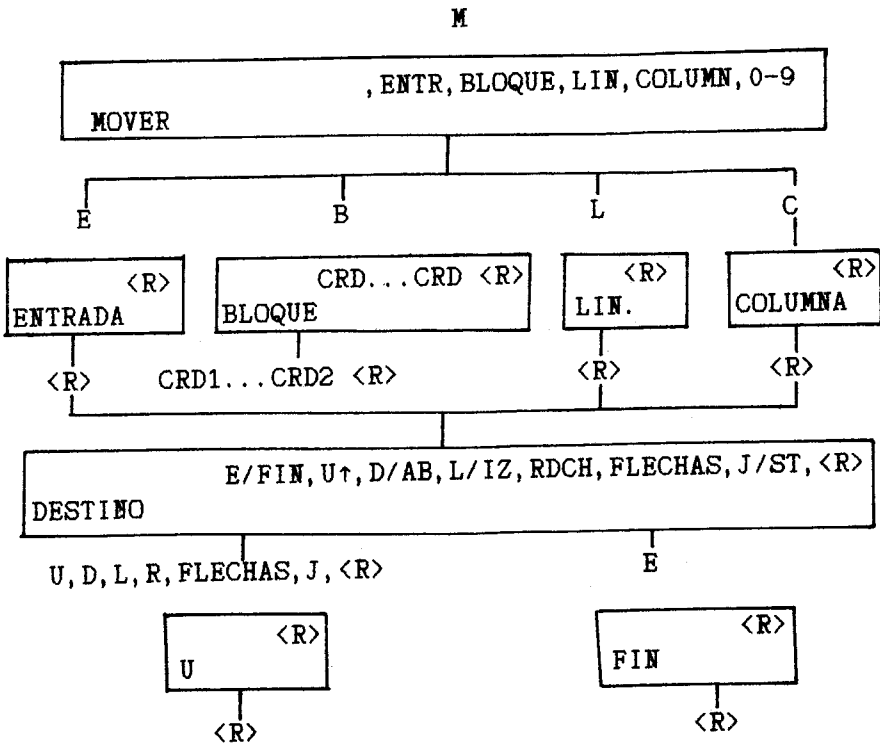 M
,ENTR,BLOQUE,LIN,COLUMN,0-9
MOVER
E B L C
<R> CRD...CRD <R> <R> <R>
ENTRADA BLOQUE LIN. COLUMNA
<R> CRD1...CRD2 <R> <R> <R>
E/FIN,U↑,D/AB,L/IZ,RDCH,FLECHAS,J/ST,<R>
DESTINO
U,D,L,R,FLECHAS,J,<R> E
<R> <R>
U FIN
<R> <R>